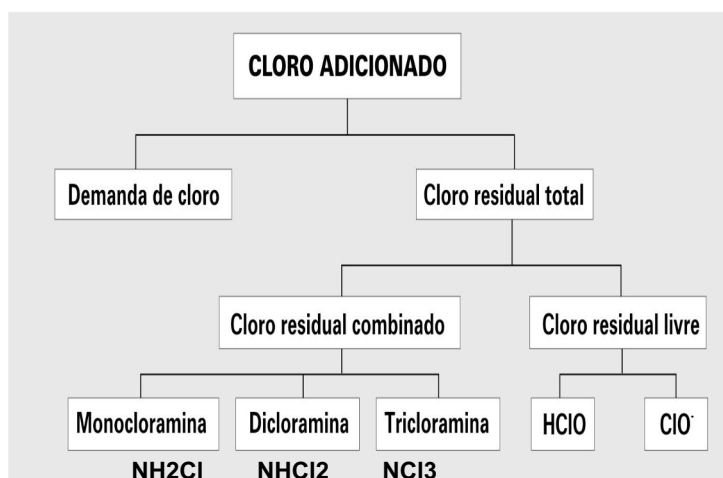 CLORO ADICIONADO
Demanda de cloro
Cloro residual total
Cloro residual combinado
Cloro residual livre
Monocloramina
Dicloramina
Tricloramina
HClO
ClO-
NH2Cl
NHCl2
NCl3